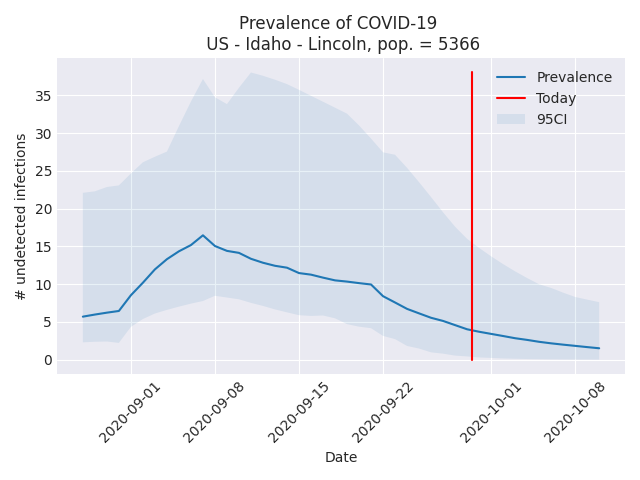 Prevalence of COVID-19
US - Idaho - Lincoln, pop. = 5366
# undetected infections
35
30
25
20
15
10
5
0
Prevalence
Today
95CI
2020-09-01
2020-09-08
2020-09-15
2020-09-22
2020-10-01
2020-10-08
Date